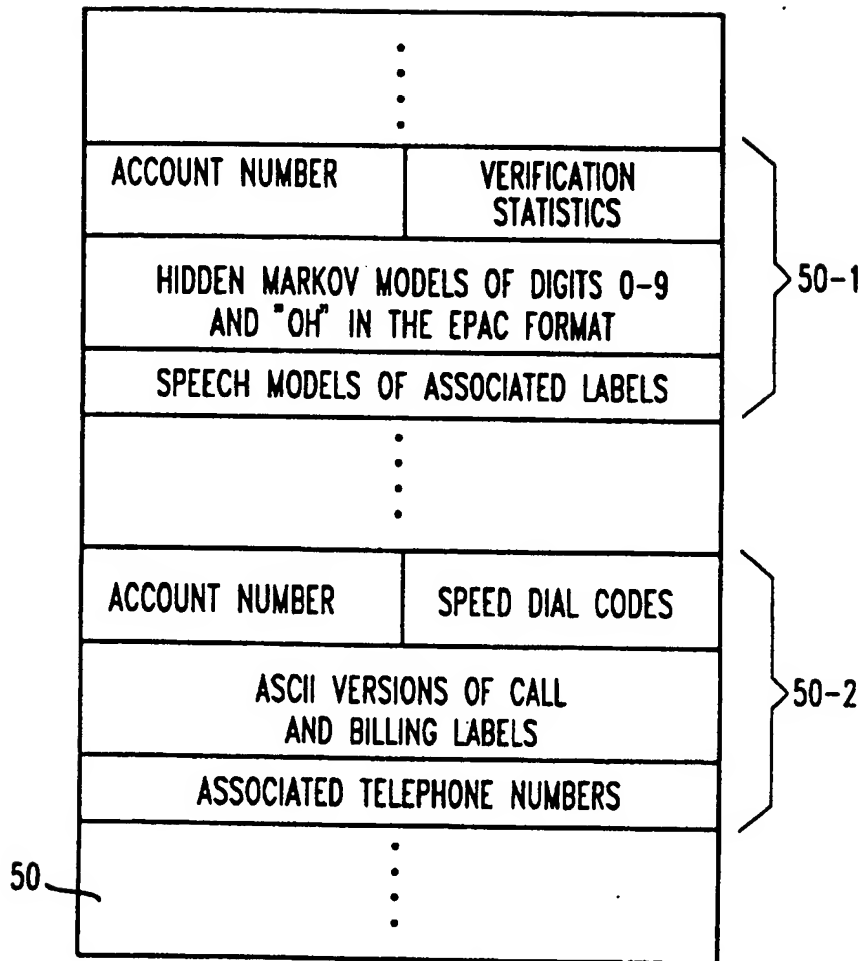 ACCOUNT NUMBER
VERIFICATION
STATISTICS
HIDDEN MARKOV MODELS OF DIGITS 0-9
AND "OH" IN THE EPAC FORMAT
SPEECH MODELS OF ASSOCIATED LABELS
50-1
ACCOUNT NUMBER
SPEED DIAL CODES
ASCII VERSIONS OF CALL
AND BILLING LABELS
ASSOCIATED TELEPHONE NUMBERS
50-2
50